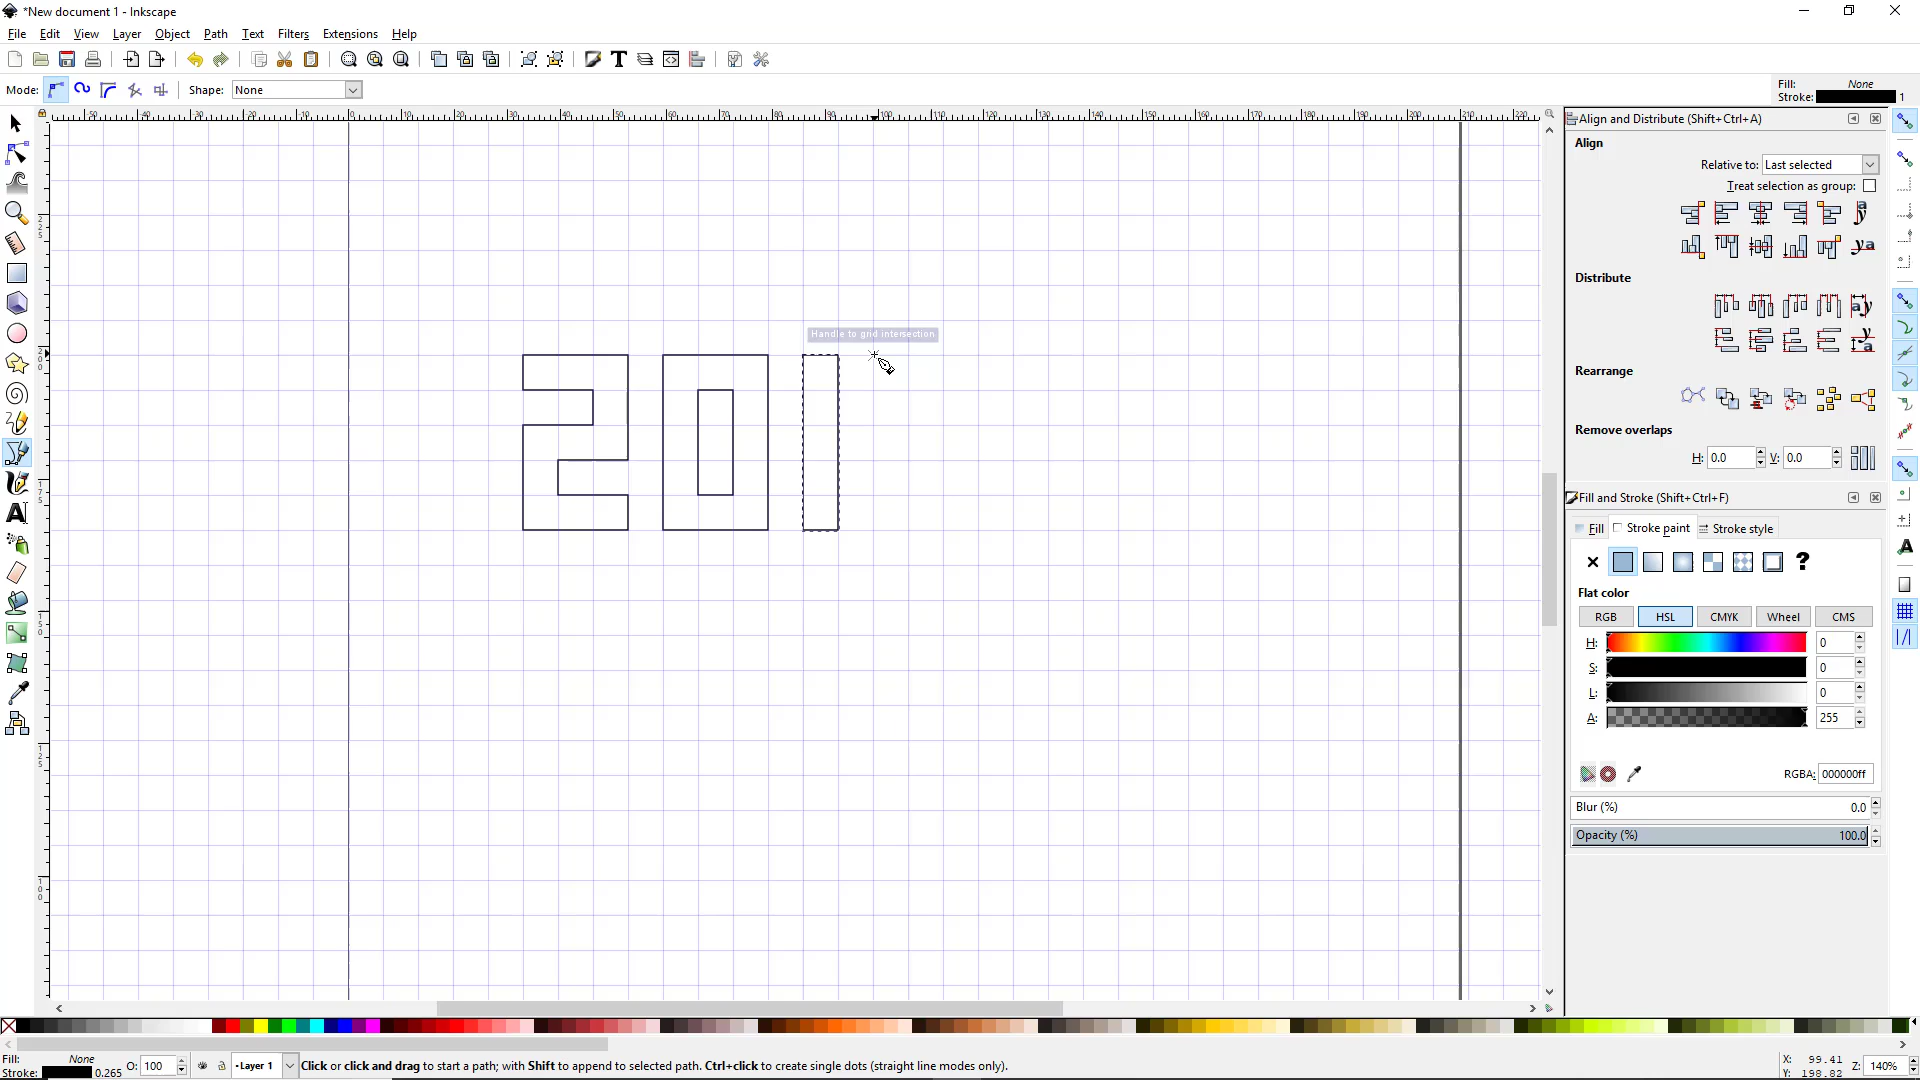 *New document 1 - Inkscape
File Edit View Layer Object Path Text Filters Extensions Help
Mode: Shape: None
Fill: None
Stroke: 1
Align and Distribute (Shift+Ctrl+A)
Align
Relative to: Last selected
Treat selection as group:
Distribute
Rearrange
Remove overlaps
H: 0.0 V: 0.0
Handle to grid intersection
201
Fill and Stroke (Shift+Ctrl+F)
Fill Stroke paint Stroke style
?
Flat color
RGB HSL CMYK Wheel CMS
H: 0
S: 0
L: 0
A: 255
RGBA: 000000ff
Blur (%) 0.0
Opacity (%) 100.0
Fill: None
Stroke: 0.265 O: 100 •Layer 1 Click or click and drag to start a path; with Shift to append to selected path. Ctrl+click to create single dots (straight line modes only).
X: 99.41
Y: 198.82 Z: 140%